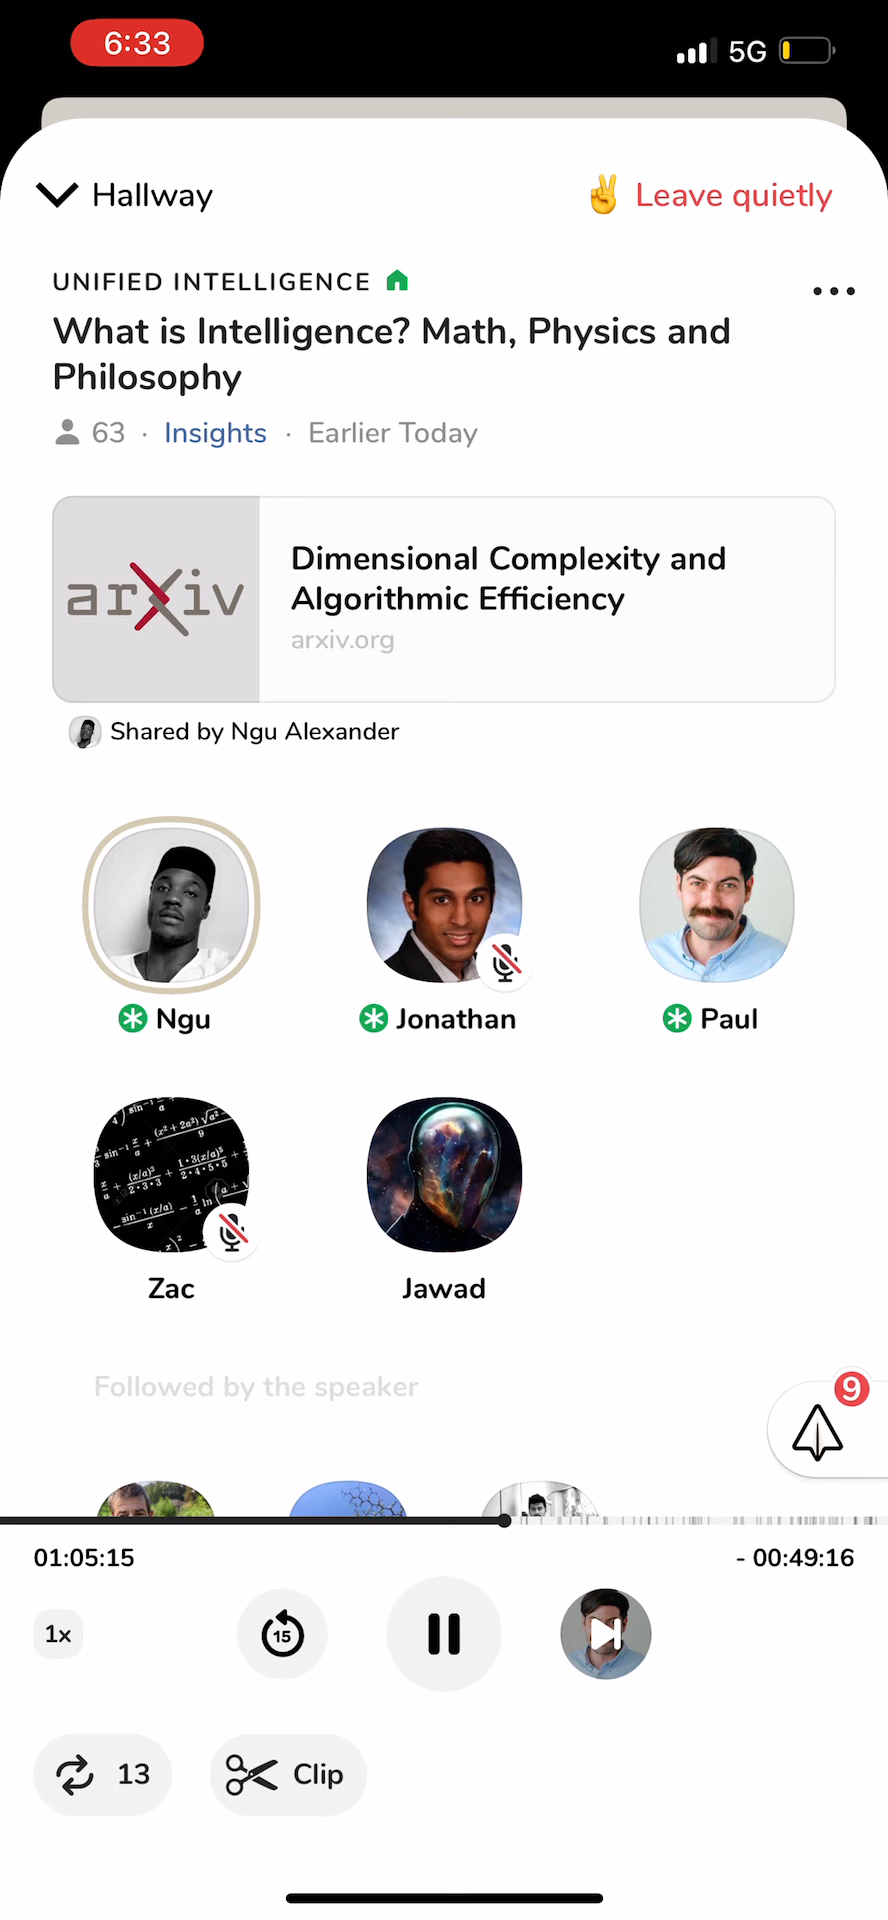 6:33
5G
Hallway
✌️ Leave quietly
UNIFIED INTELLIGENCE
What is Intelligence? Math, Physics and
Philosophy
63 · Insights · Earlier Today
arXiv
Dimensional Complexity and
Algorithmic Efficiency
arxiv.org
Shared by Ngu Alexander
Ngu
Jonathan
Paul
Zac
Jawad
Followed by the speaker
9
01:05:15
- 00:49:16
1x
15
13
Clip